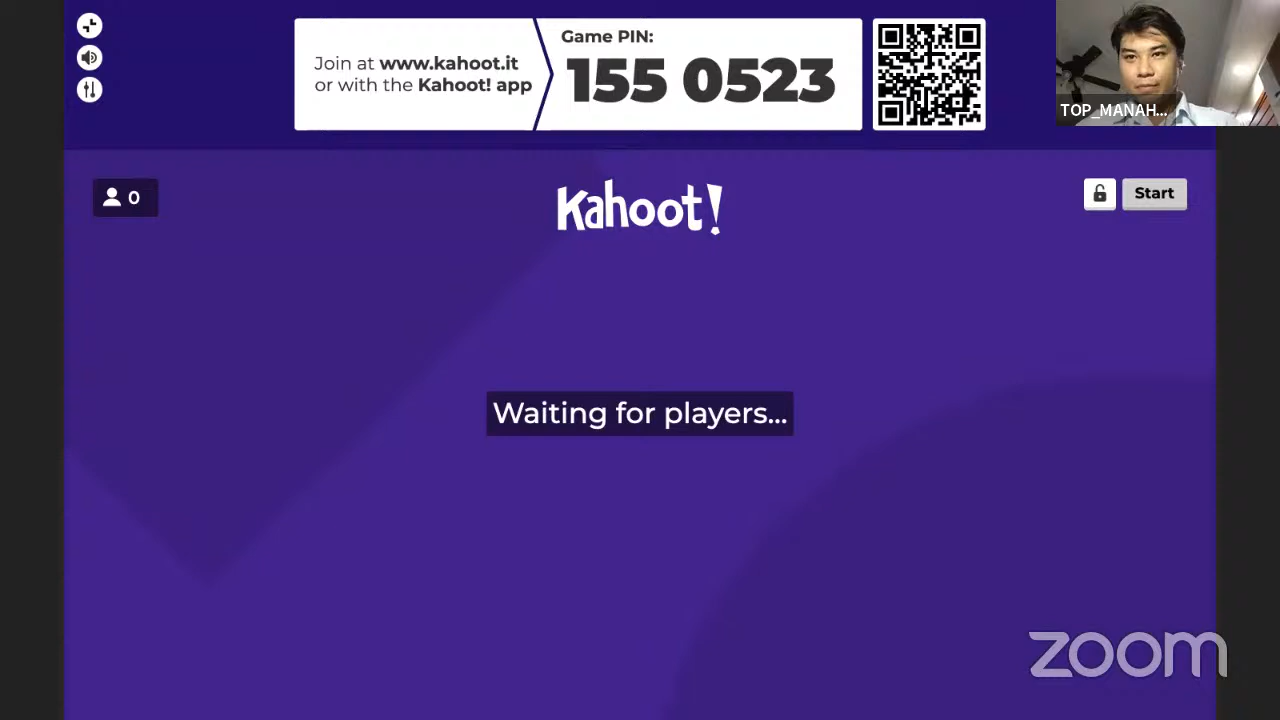 Join at www.kahoot.it
or with the Kahoot! app
Game PIN:
155 0523
TOP_MANAH...
0
Kahoot!
Start
Waiting for players...
zoom